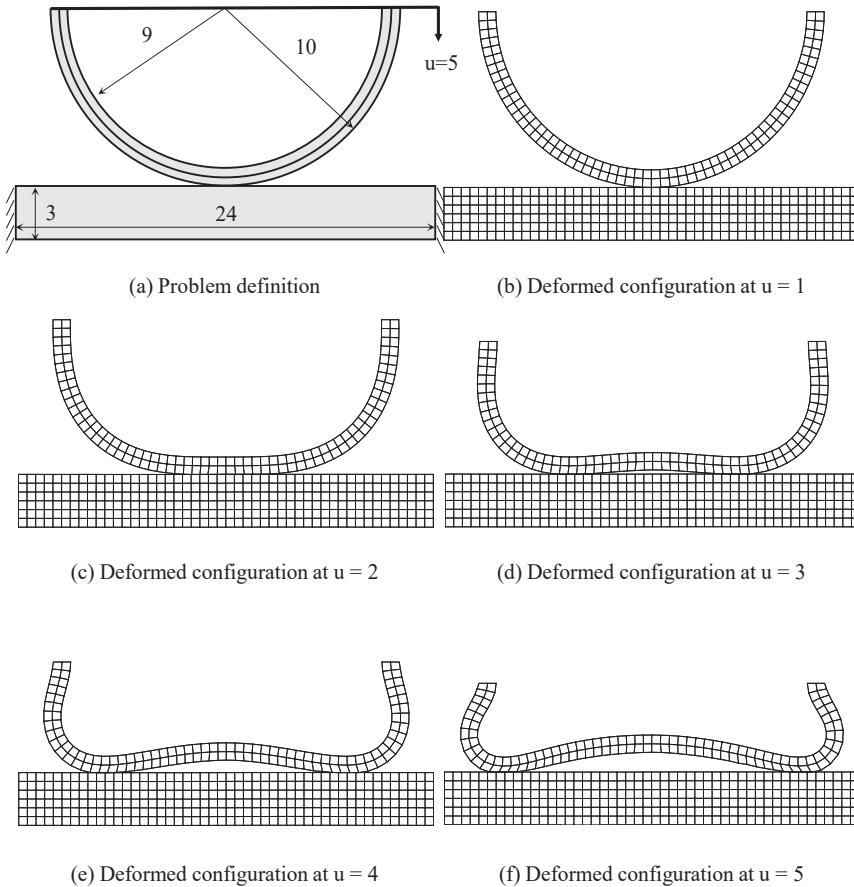 9
10
u=5
3
24
(a) Problem definition
(b) Deformed configuration at u = 1
(c) Deformed configuration at u = 2
(d) Deformed configuration at u = 3
(e) Deformed configuration at u = 4
(f) Deformed configuration at u = 5